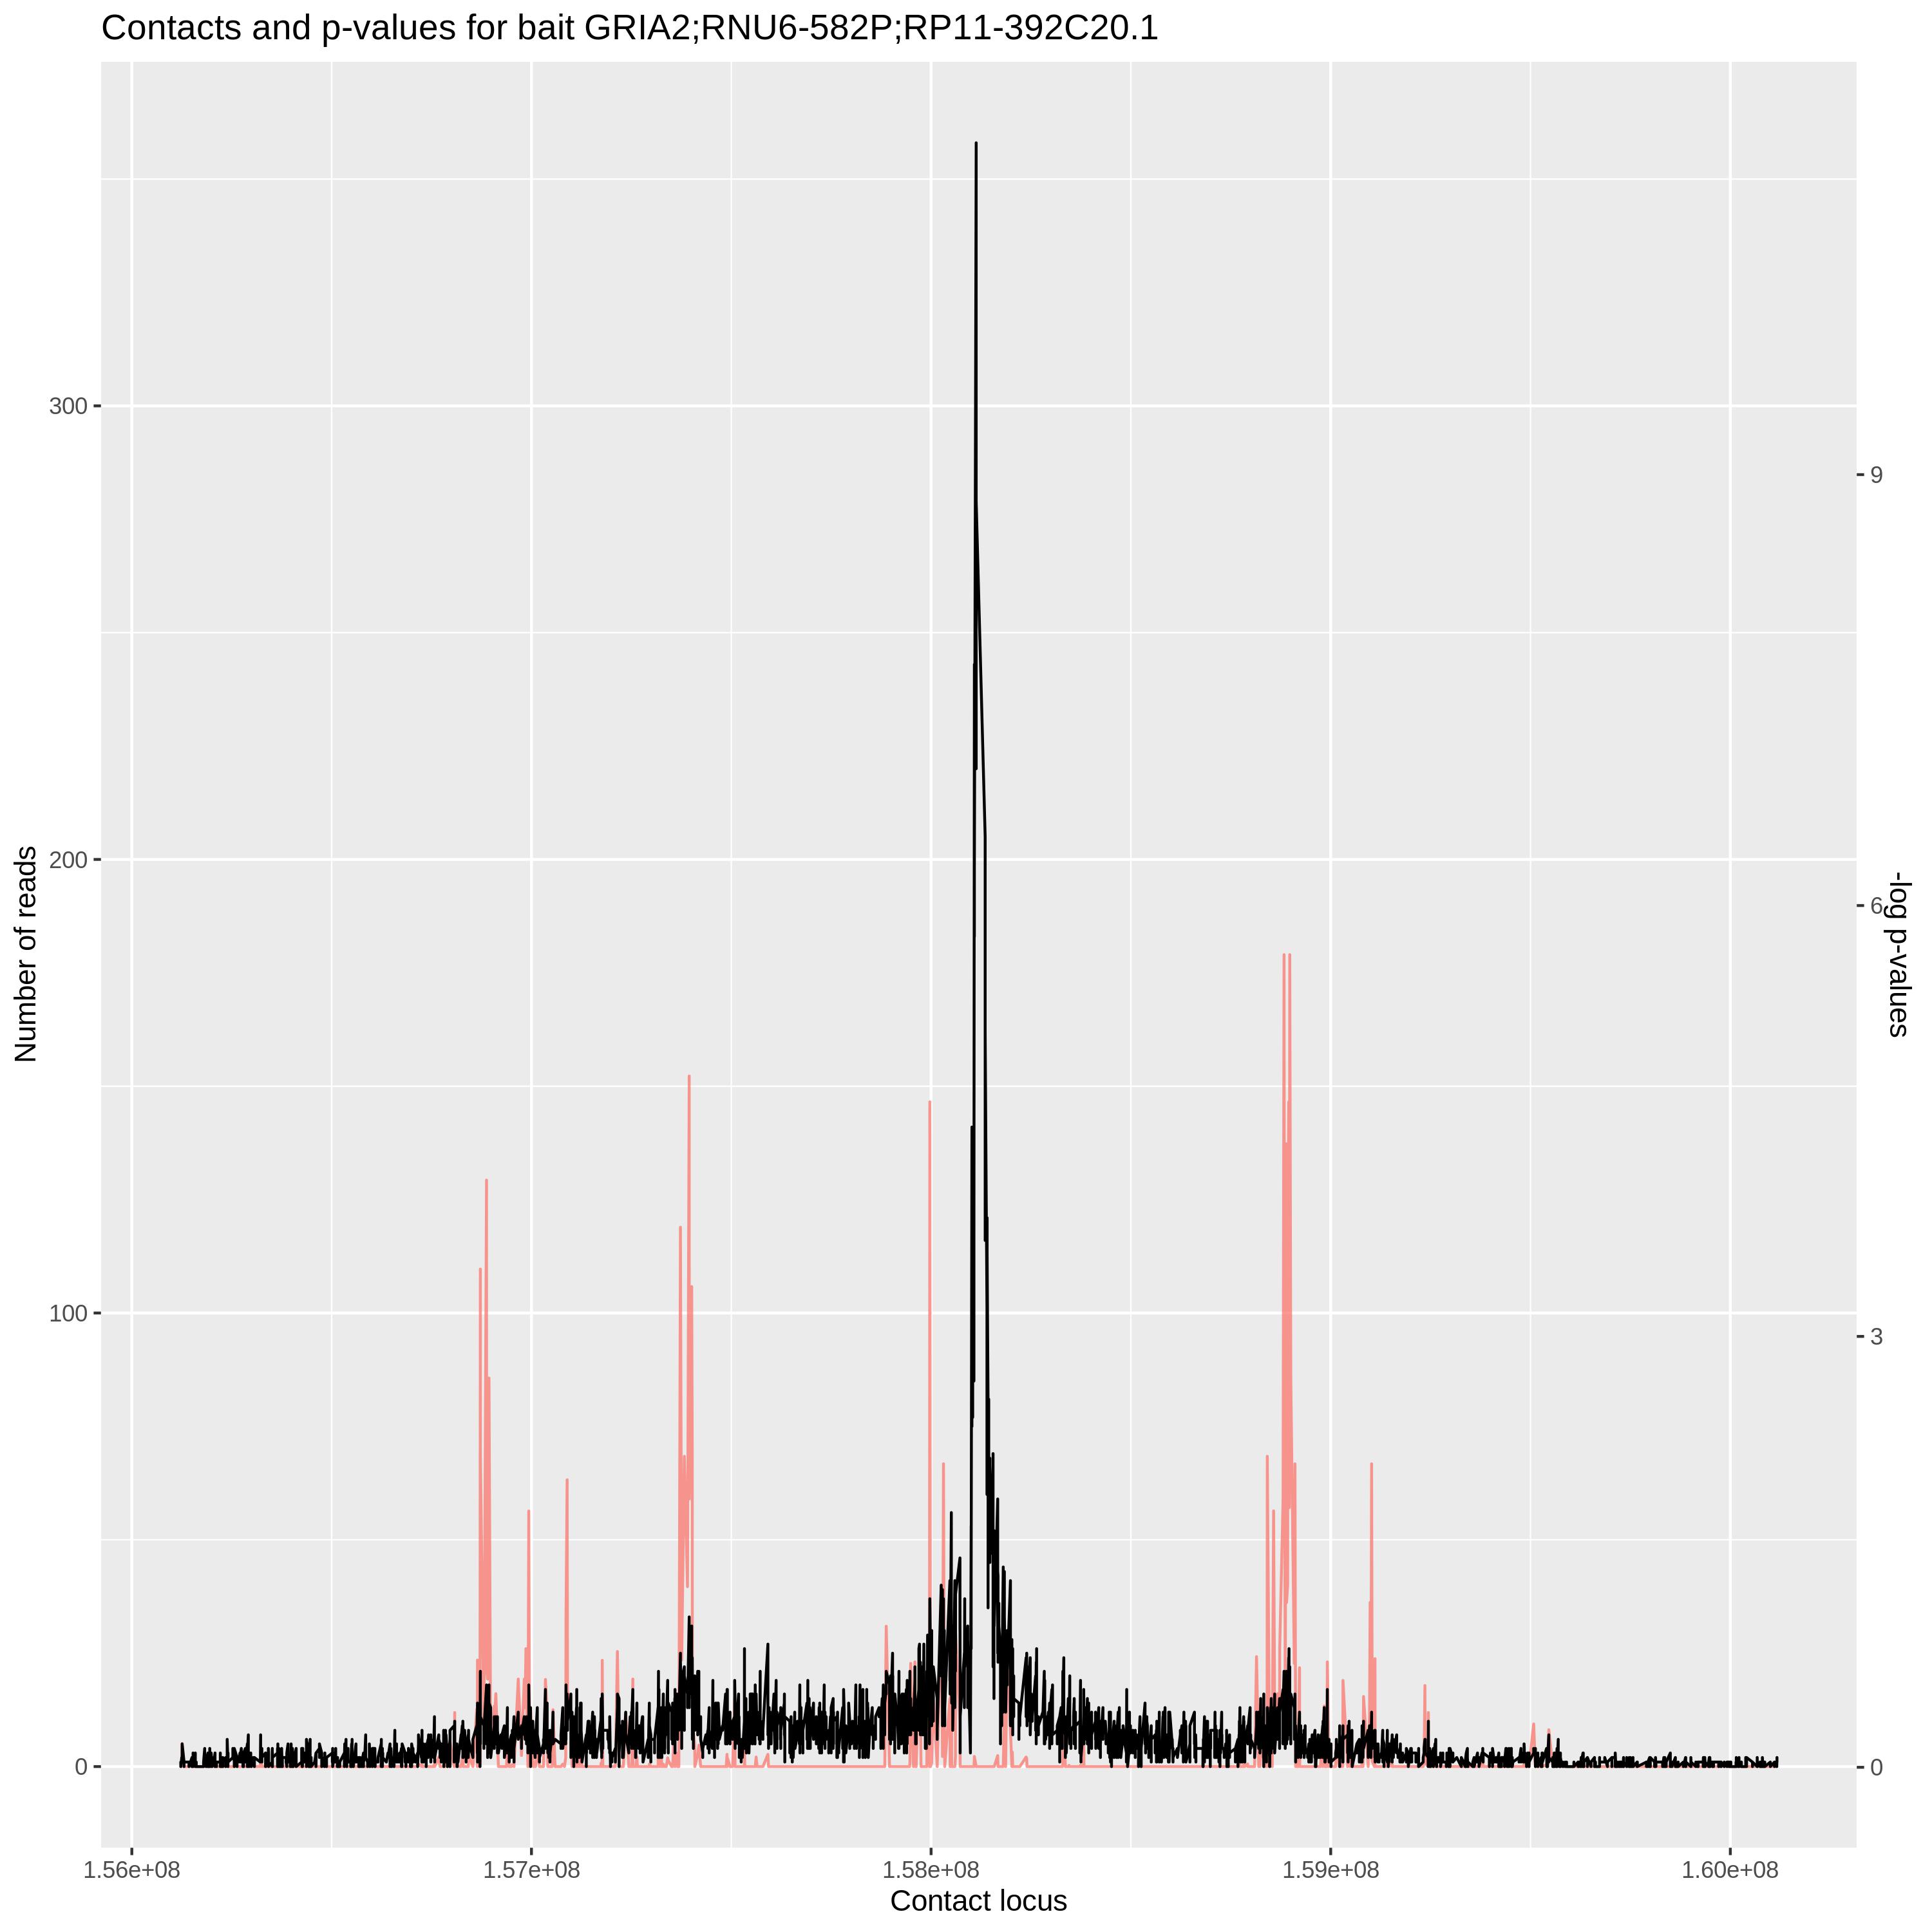 Contacts and p-values for bait GRIA2;RNU6-582P;RP11-392C20.1
300
200
100
0
9
6
3
0
Number of reads
-log p-values
1.56e+08 1.57e+08 1.58e+08 1.59e+08 1.60e+08
Contact locus